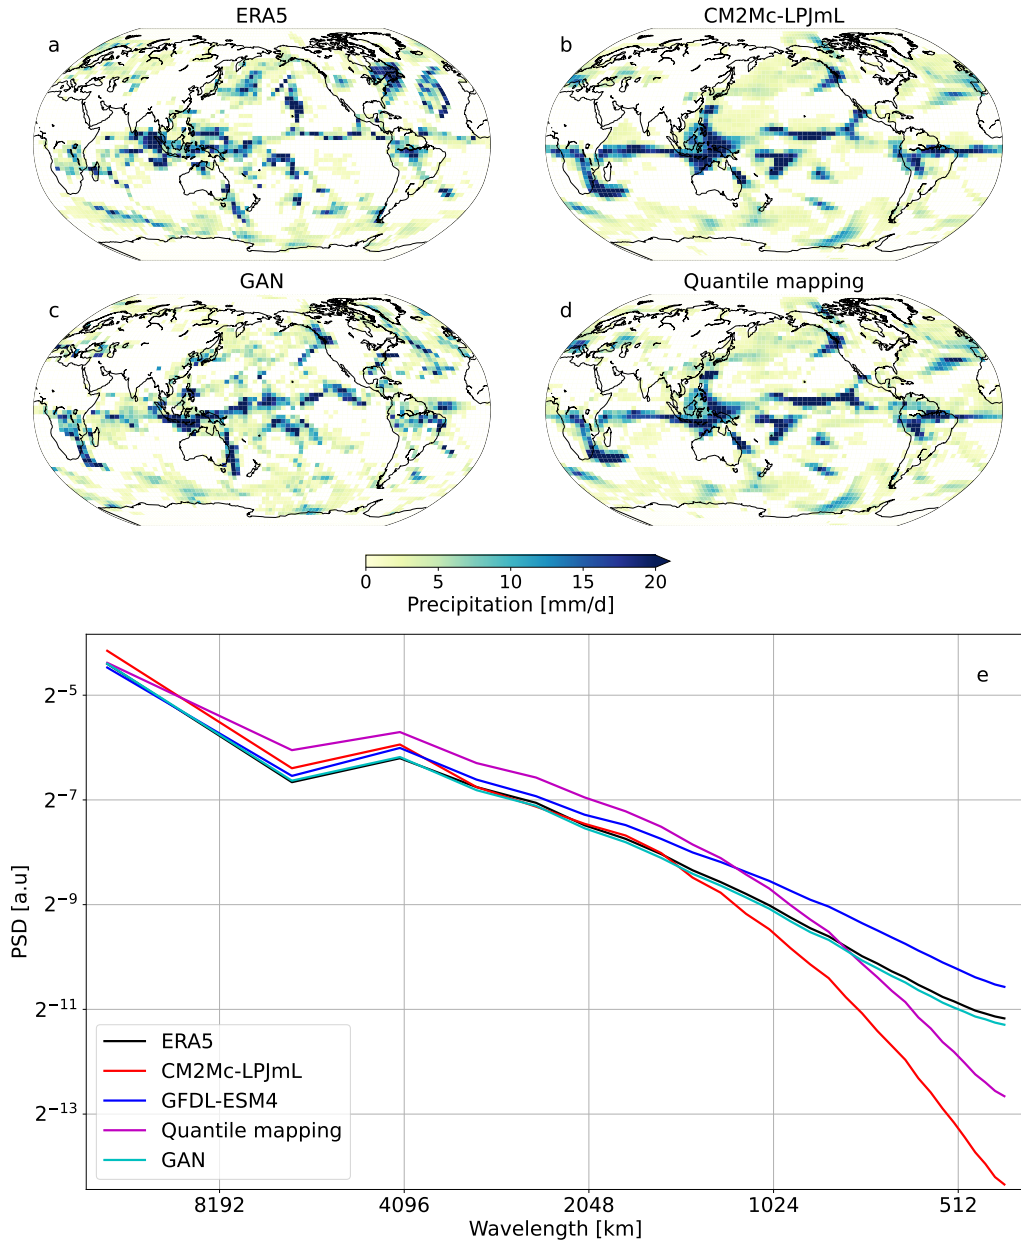 ERA5
CM2Mc-LPJmL
a
b
GAN
Quantile mapping
c
d
0 5 10 15 20
Precipitation [mm/d]
e
2^−5
2^−7
2^−9
2^−11
2^−13
PSD [a.u]
ERA5
CM2Mc-LPJmL
GFDL-ESM4
Quantile mapping
GAN
8192 4096 2048 1024 512
Wavelength [km]